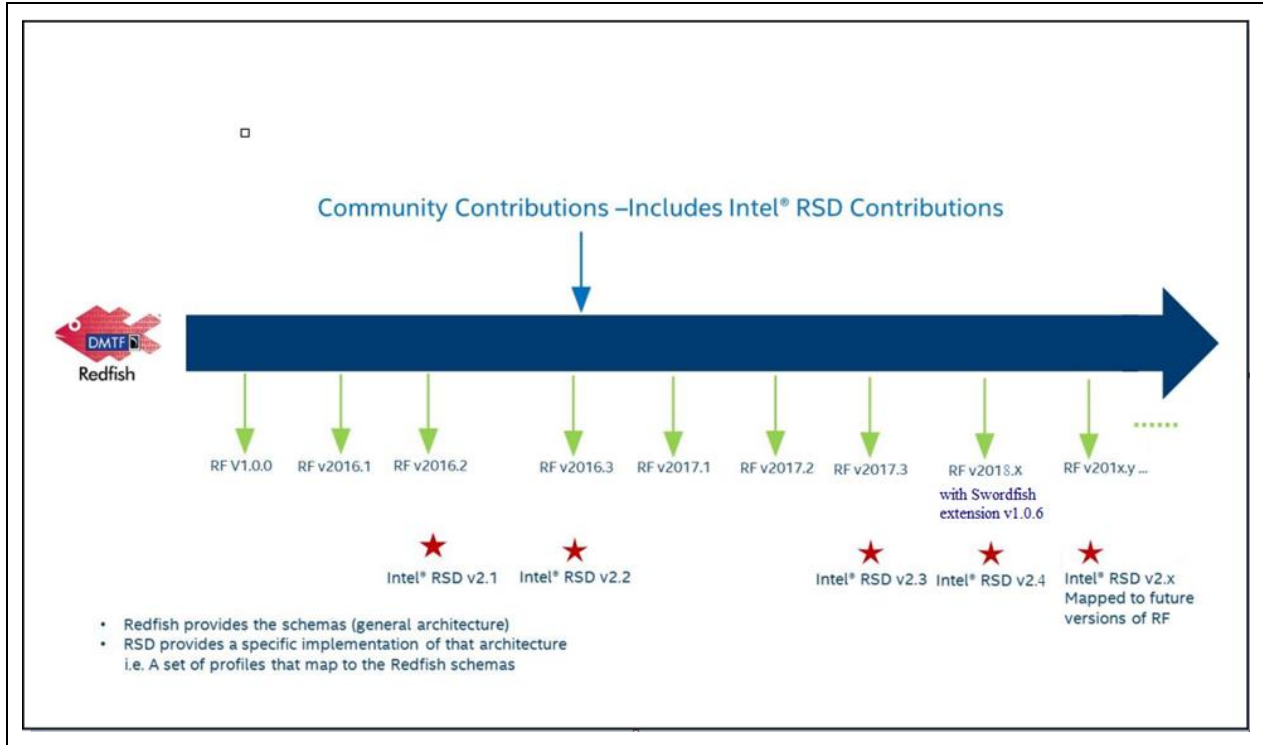 Community Contributions –Includes Intel® RSD Contributions
DMTF
Redfish
RF V1.0.0
RF v2016.1
RF v2016.2
RF v2016.3
RF v2017.1
RF v2017.2
RF v2017.3
RF v2018.x
with Swordfish
extension v1.0.6
RF v201x.y ...
Intel® RSD v2.1
Intel® RSD v2.2
Intel® RSD v2.3
Intel® RSD v2.4
Intel® RSD v2.x
Mapped to future
versions of RF
• Redfish provides the schemas (general architecture)
• RSD provides a specific implementation of that architecture
i.e. A set of profiles that map to the Redfish schemas